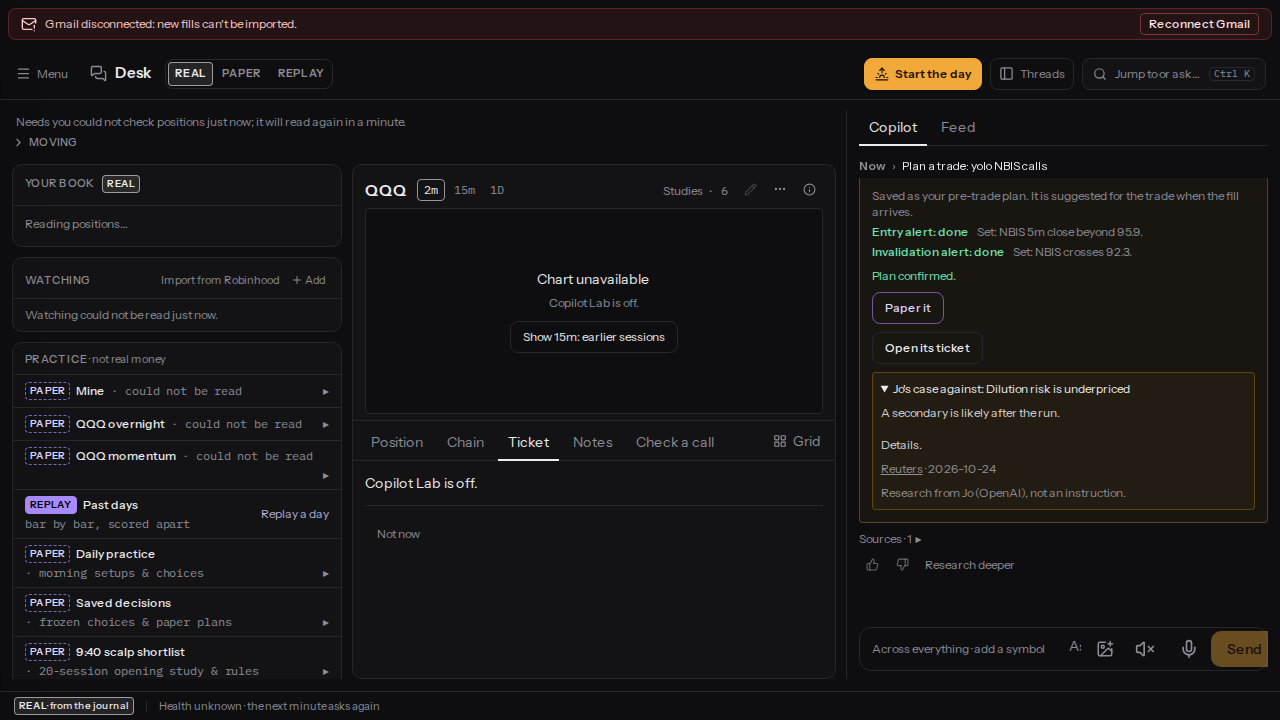 Gmail disconnected: new fills can't be imported.
Reconnect Gmail
Menu
Desk
REAL
PAPER
REPLAY
Start the day
Threads
Jump to or ask...
Ctrl K
Needs you could not check positions just now; it will read again in a minute.
MOVING
YOUR BOOK REAL
Reading positions...
WATCHING
Import from Robinhood
+ Add
Watching could not be read just now.
PRACTICE · not real money
PAPER Mine · could not be read
PAPER QQQ overnight · could not be read
PAPER QQQ momentum · could not be read
REPLAY Past days
bar by bar, scored apart
Replay a day
PAPER Daily practice
· morning setups & choices
PAPER Saved decisions
· frozen choices & paper plans
PAPER 9:40 scalp shortlist
· 20-session opening study & rules
QQQ
2m
15m
1D
Studies · 6
Chart unavailable
Copilot Lab is off.
Show 15m: earlier sessions
Position
Chain
Ticket
Notes
Check a call
Grid
Copilot Lab is off.
Not now
Copilot
Feed
Now › Plan a trade: yolo NBIS calls
Saved as your pre-trade plan. It is suggested for the trade when the fill
arrives.
Entry alert: done Set: NBIS 5m close beyond 95.9.
Invalidation alert: done Set: NBIS crosses 92.3.
Plan confirmed.
Paper it
Open its ticket
▼ Jo's case against: Dilution risk is underpriced
A secondary is likely after the run.
Details.
Reuters · 2026-10-24
Research from Jo (OpenAI), not an instruction.
Sources · 1 ▸
Research deeper
Across everything · add a symbol
Send
REAL · from the journal
Health unknown · the next minute asks again